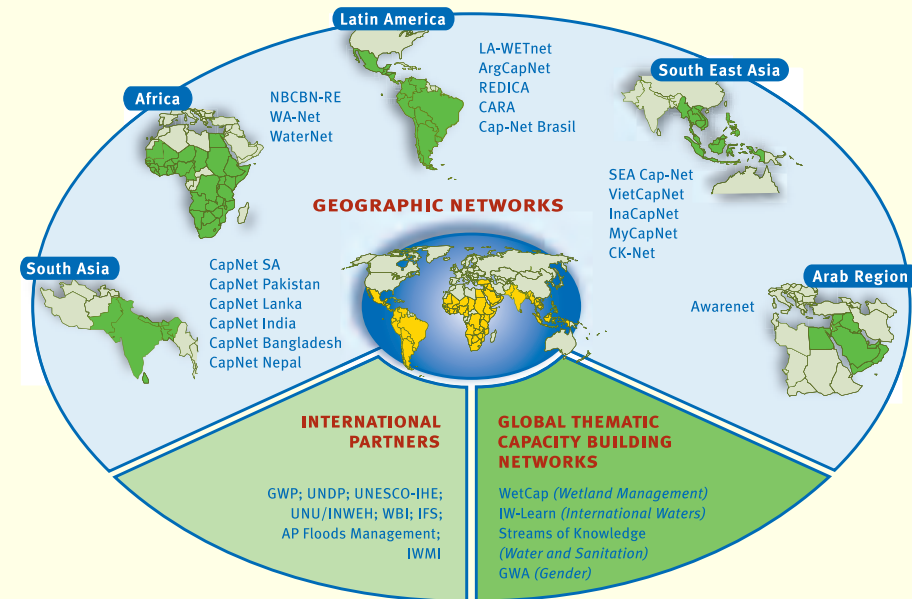 Latin America
LA-WETnet
ArgCapNet
REDICA
CARA
Cap-Net Brasil
South East Asia
SEA Cap-Net
VietCapNet
InaCapNet
MyCapNet
CK-Net
Africa
NBCBN-RE
WA-Net
WaterNet
GEOGRAPHIC NETWORKS
South Asia
CapNet SA
CapNet Pakistan
CapNet Lanka
CapNet India
CapNet Bangladesh
CapNet Nepal
Arab Region
Awarenet
INTERNATIONAL
PARTNERS
GWP; UNDP; UNESCO-IHE;
UNU/INWEH; WBI; IFS;
AP Floods Management;
IWMI
GLOBAL THEMATIC
CAPACITY BUILDING
NETWORKS
WetCap (Wetland Management)
IW-Learn (International Waters)
Streams of Knowledge
(Water and Sanitation)
GWA (Gender)